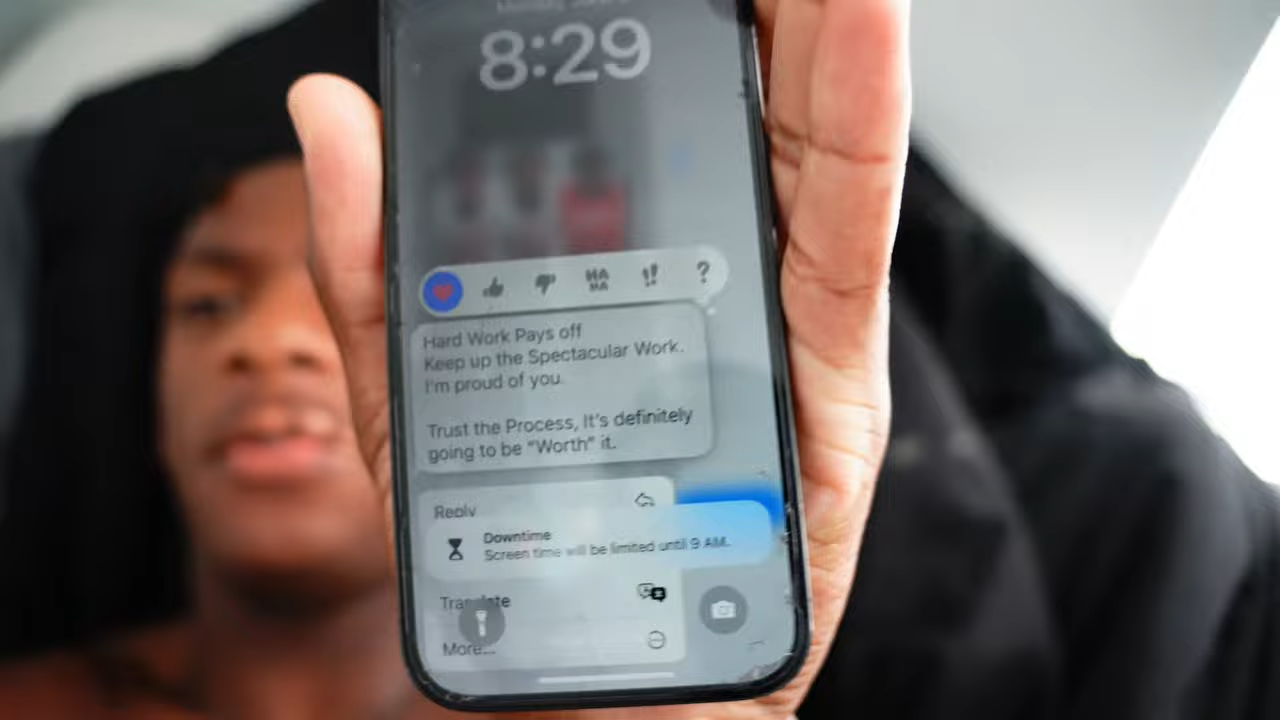 8:29
HA
HA
?
Hard Work Pays off
Keep up the Spectacular Work.
I'm proud of you.
Trust the Process, It's definitely
going to be "Worth" it.
Reply
Downtime
Screen time will be limited until 9 AM.
Translate
More...